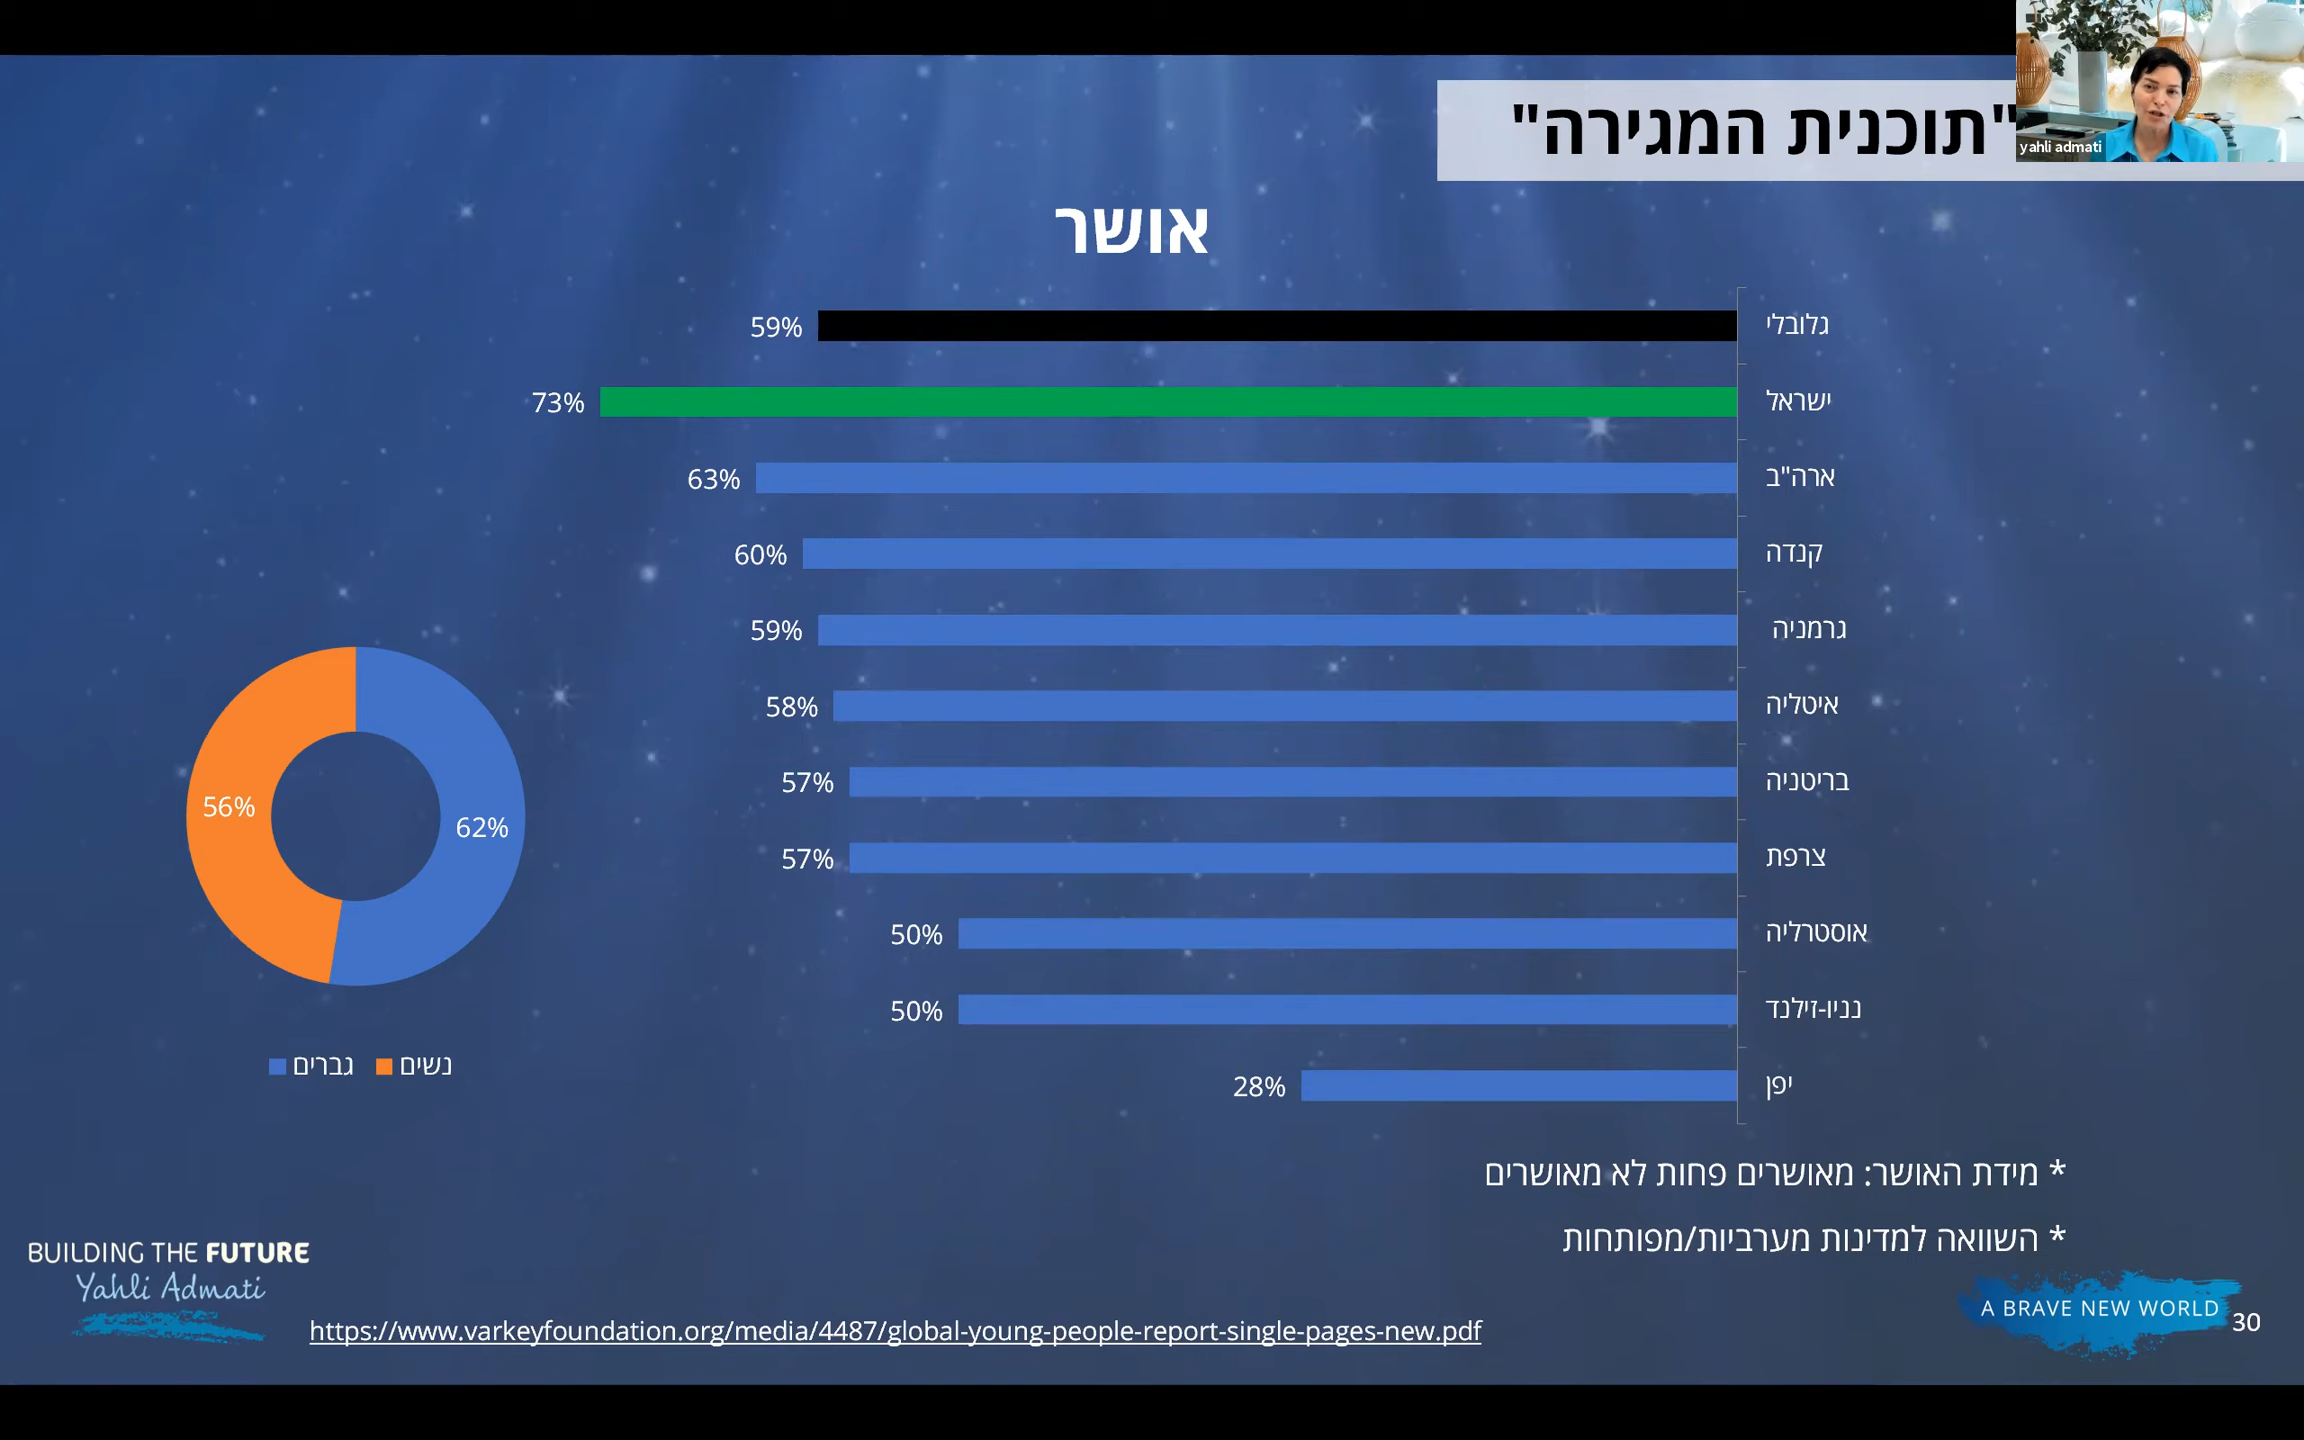 "תוכנית המגירה"
yahli admati
אושר
גלובלי 59%
ישראל 73%
ארה"ב 63%
קנדה 60%
גרמניה 59%
איטליה 58%
בריטניה 57%
צרפת 57%
אוסטרליה 50%
נניו-זילנד 50%
יפן 28%
56%
62%
גברים נשים
* מידת האושר: מאושרים פחות לא מאושרים
* השוואה למדינות מערביות/מפותחות
BUILDING THE FUTURE
Yahli Admati
https://www.varkeyfoundation.org/media/4487/global-young-people-report-single-pages-new.pdf
A BRAVE NEW WORLD
30